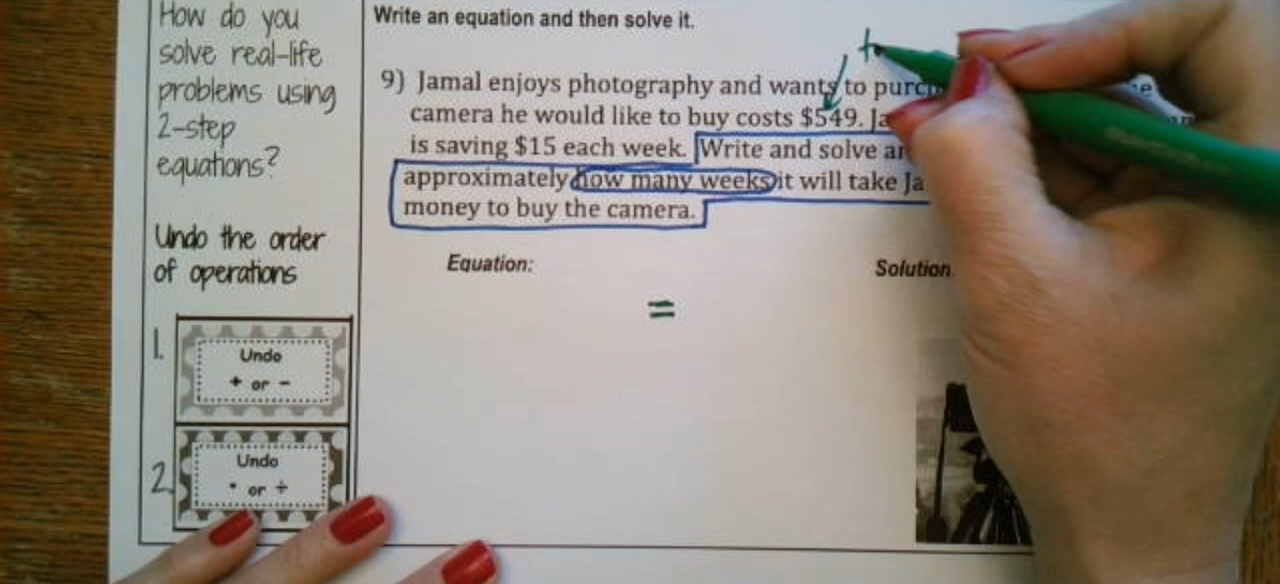 How do you
solve real-life
problems using
2-step
equations?
Undo the order
of operations
1.
Undo
+ or -
2.
Undo
• or ÷
Write an equation and then solve it.
9) Jamal enjoys photography and wants to
camera he would like to buy costs $549.
is saving $15 each week. Write and solve
approximately how many weeks it will take
money to buy the camera.
Equation:
Solution
=